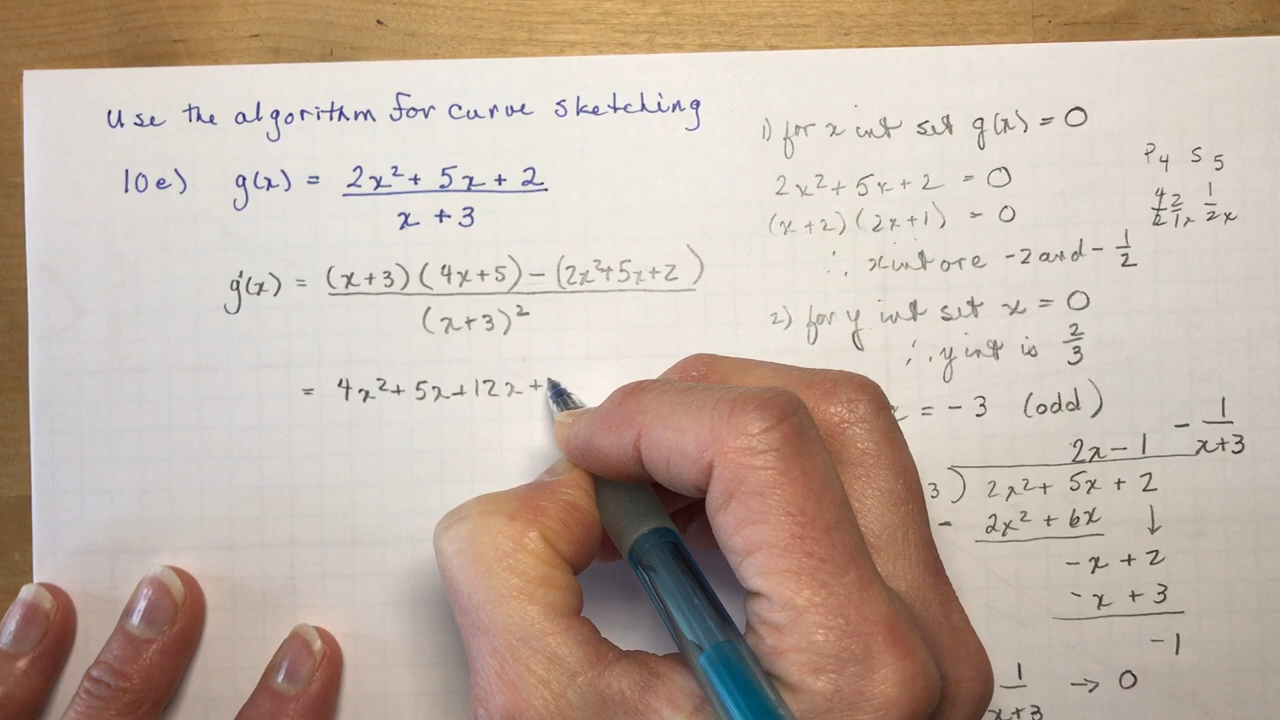 Use the algorithm for curve sketching
10e) g(x) = 2x² + 5x + 2
x + 3
g'(x) = (x+3)(4x+5) - (2x²+5x+2)
(x+3)²
= 4x² + 5x + 12x +
1) for x int set g(x) = 0
P4 S5
2x² + 5x + 2 = 0
(x+2)(2x+1) = 0
∴ x int are -2 and - 1/2
2) for y int set x = 0
∴ y int is 2/3
= -3 (odd)
2x - 1 - 1/(x+3)
3 ) 2x² + 5x + 2
- 2x² + 6x ↓
-x + 2
-x + 3
-1
1/(x+3) → 0